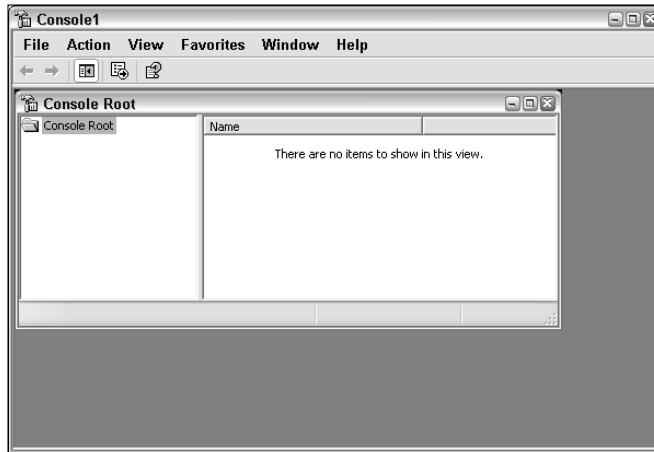 Console1
File Action View Favorites Window Help
Console Root
Console Root
Name
There are no items to show in this view.